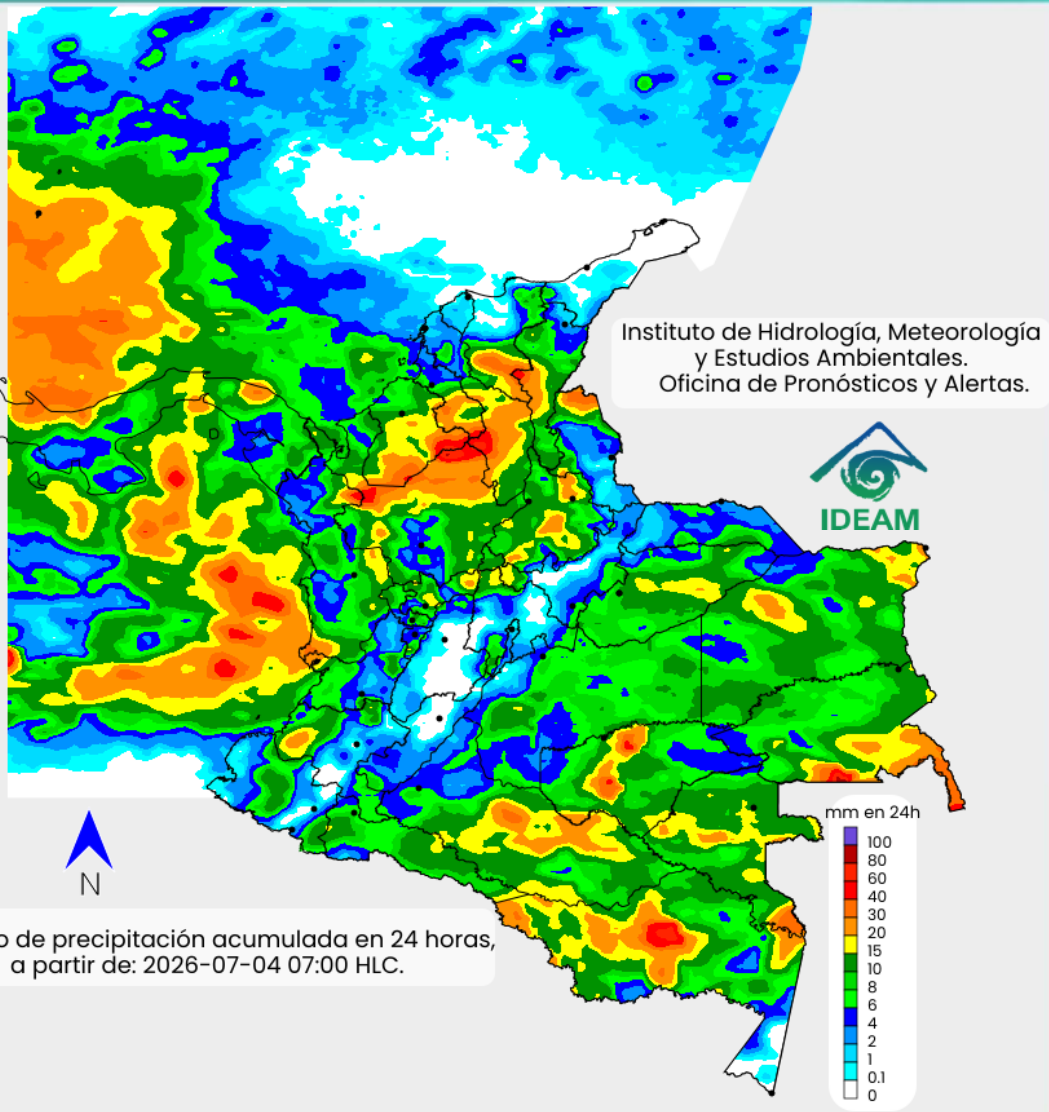 Instituto de Hidrología, Meteorología
y Estudios Ambientales.
Oficina de Pronósticos y Alertas.
IDEAM
N
de precipitación acumulada en 24 horas,
a partir de: 2026-07-04 07:00 HLC.
mm en 24h
100
80
60
40
30
20
15
10
8
6
4
2
1
0.1
0